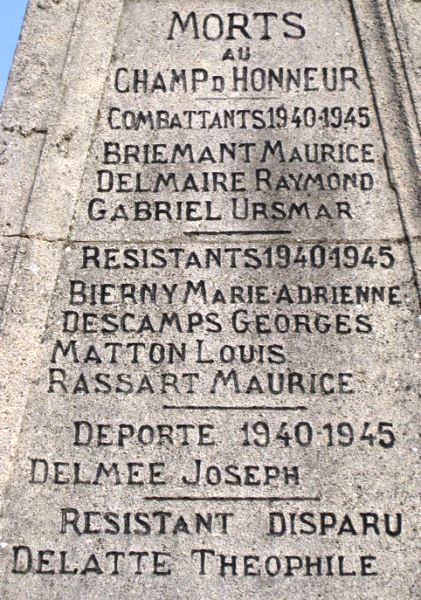 MORTS
AU
CHAMP D HONNEUR
COMBATTANTS 1940-1945
BRIEMANT MAURICE
DELMAIRE RAYMOND
GABRIEL URSMAR
RESISTANTS 1940-1945
BIERNY MARIE-ADRIENNE
DESCAMPS GEORGES
MATTON LOUIS
RASSART MAURICE
DEPORTE 1940-1945
DELMEE JOSEPH
RESISTANT DISPARU
DELATTE THEOPHILE